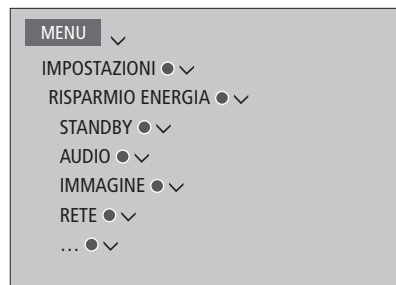 MENU
IMPOSTAZIONI
RISPARMIO ENERGIA
STANDBY
AUDIO
IMMAGINE
RETE
…